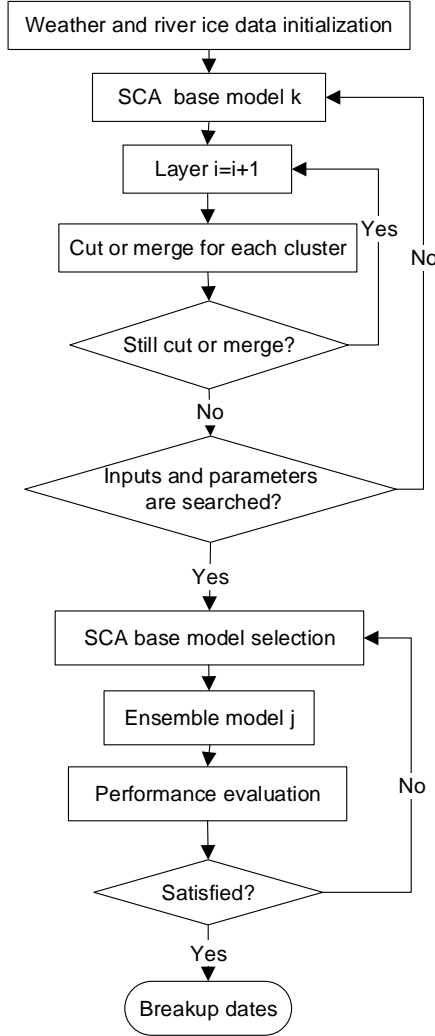 Weather and river ice data initialization
SCA base model k
Layer i=i+1
Yes
Cut or merge for each cluster
No
Still cut or merge?
No
Inputs and parameters
are searched?
Yes
SCA base model selection
Ensemble model j
Performance evaluation
No
Satisfied?
Yes
Breakup dates